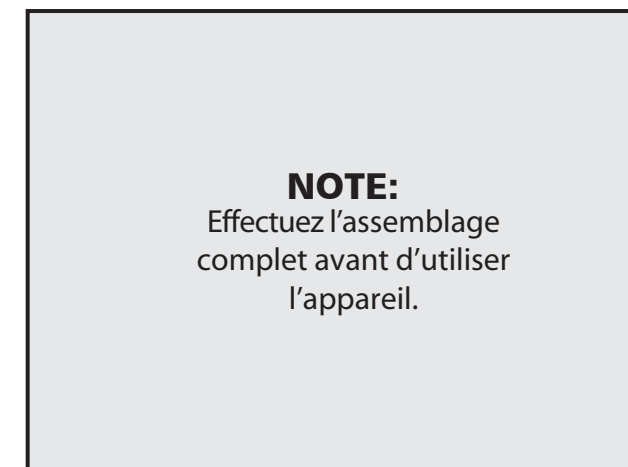 NOTE:
Effectuez l’assemblage
complet avant d’utiliser
l’appareil.